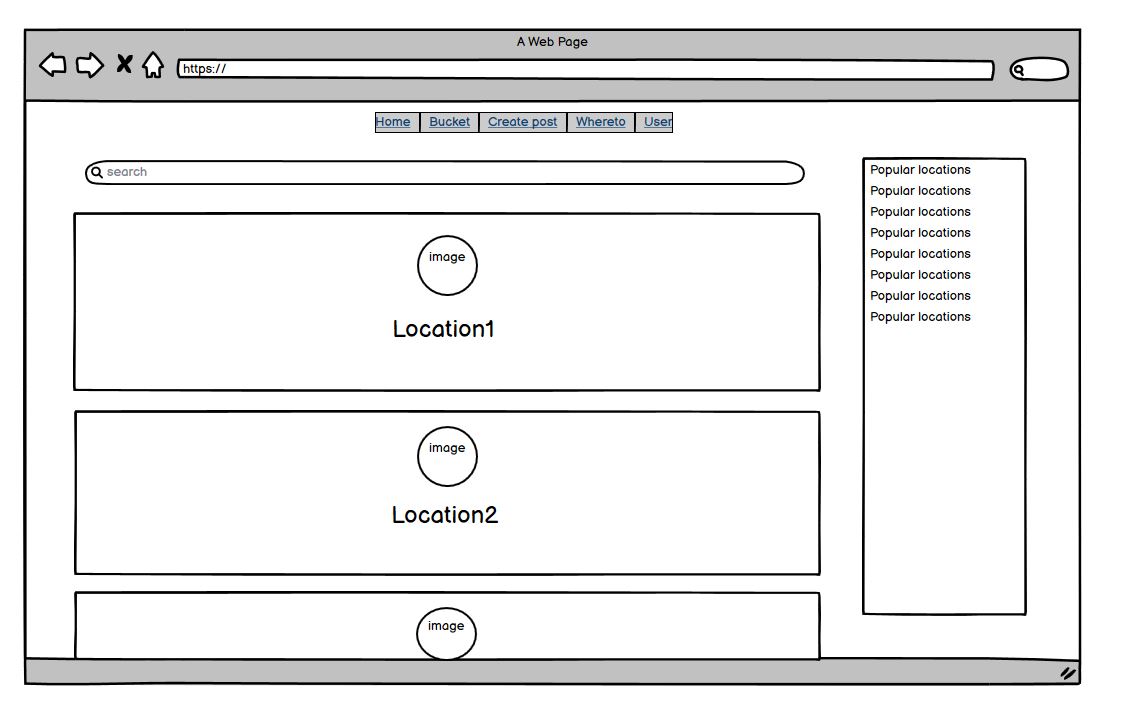 A Web Page
https://
Home Bucket Create post Whereto User
search
image
Location1
image
Location2
image
Popular locations
Popular locations
Popular locations
Popular locations
Popular locations
Popular locations
Popular locations
Popular locations